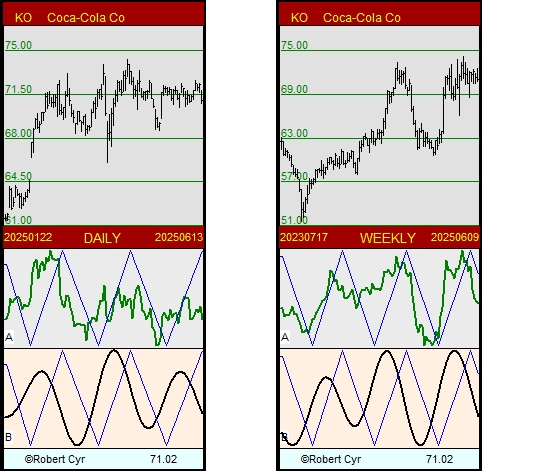 KO Coca-Cola Co
75.00
71.50
68.00
64.50
61.00
20250122 DAILY 20250613
A
B
©Robert Cyr 71.02
KO Coca-Cola Co
75.00
69.00
63.00
57.00
51.00
20230717 WEEKLY 20250609
A
B
©Robert Cyr 71.02